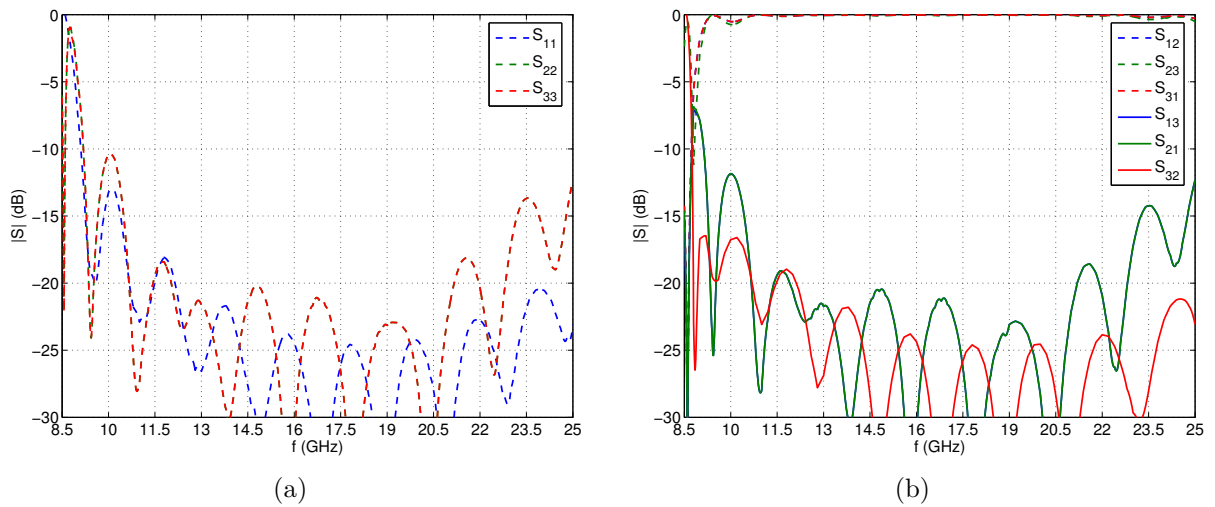 |S| (dB)
0
−5
−10
−15
−20
−25
−30
8.5 10 11.5 13 14.5 16 17.5 19 20.5 22 23.5 25
f (GHz)
S11
S22
S33
(a)
|S| (dB)
0
−5
−10
−15
−20
−25
−30
8.5 10 11.5 13 14.5 16 17.5 19 20.5 22 23.5 25
f (GHz)
S12
S23
S31
S13
S21
S32
(b)